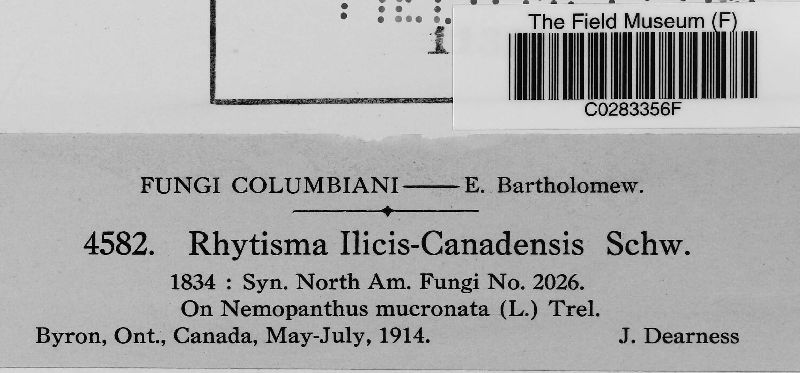 The Field Museum (F)
C0283356F
FUNGI COLUMBIANI—E. Bartholomew.
4582. Rhytisma Ilicis-Canadensis Schw.
1834 : Syn. North Am. Fungi No. 2026.
On Nemopanthus mucronata (L.) Trel.
Byron, Ont., Canada, May-July, 1914. J. Dearness